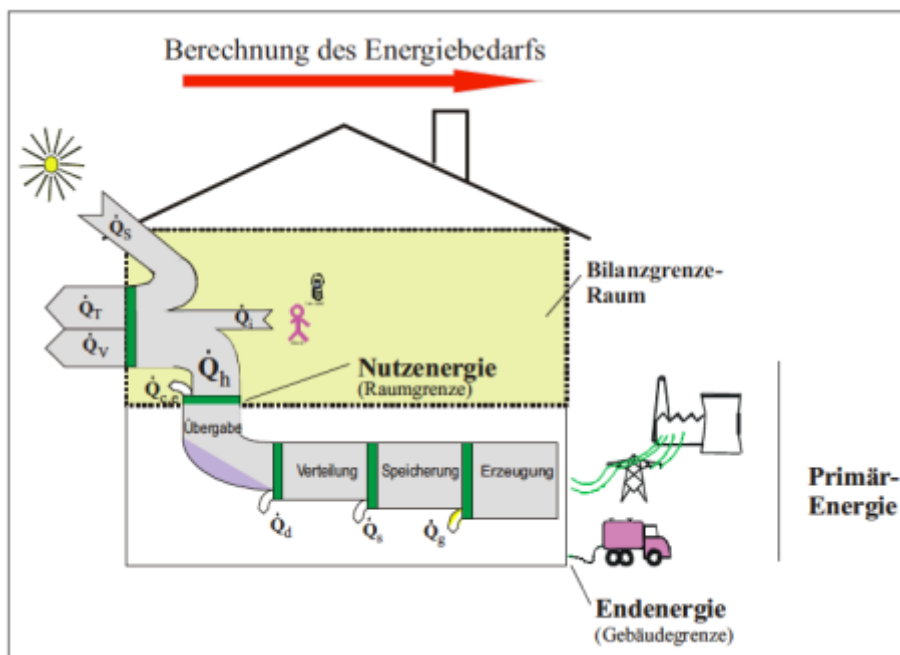 Berechnung des Energiebedarfs
Q̇S
Q̇T
Q̇V
Q̇i
Q̇h
Q̇c,e
Bilanzgrenze-
Raum
Nutzenergie
(Raumgrenze)
Übergabe
Verteilung
Speicherung
Erzeugung
Q̇d
Q̇s
Q̇g
Primär-
Energie
Endenergie
(Gebäudegrenze)